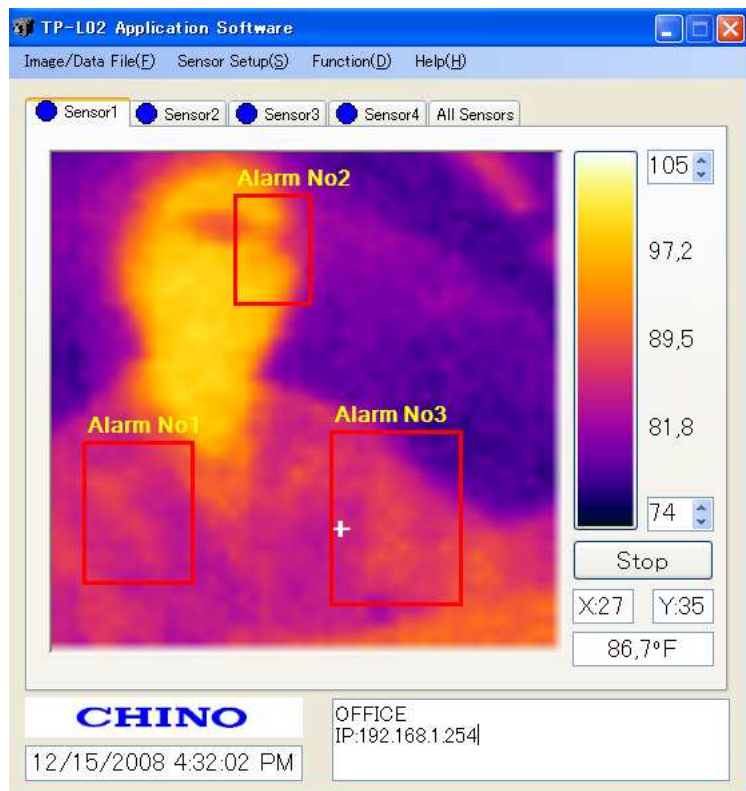 TP-L02 Application Software
Image/Data File(F) Sensor Setup(S) Function(D) Help(H)
Sensor1 Sensor2 Sensor3 Sensor4 All Sensors
Alarm No2
Alarm No1
Alarm No3
105
97,2
89,5
81,8
74
Stop
X:27 Y:35
86,7°F
CHINO
12/15/2008 4:32:02 PM
OFFICE
IP:192.168.1.254